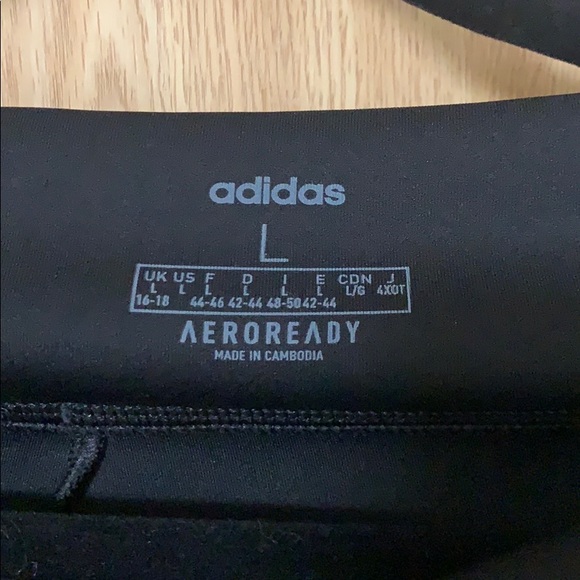 adidas
L
UK US F D I E CDN J
L L L L L L L/G 4XOT
16-18 44-46 42-44 48-50 42-44
AEROREADY
MADE IN CAMBODIA